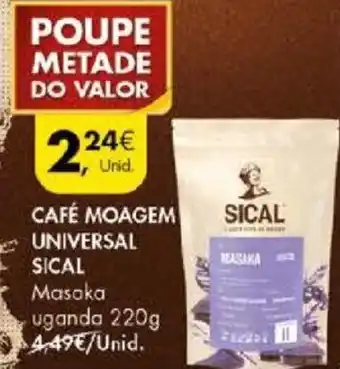 POUPE
METADE
DO VALOR
2,24€
Unid.
CAFÉ MOAGEM
UNIVERSAL
SICAL
Masaka
uganda 220g
4,49€/Unid.
SICAL
MASAKA